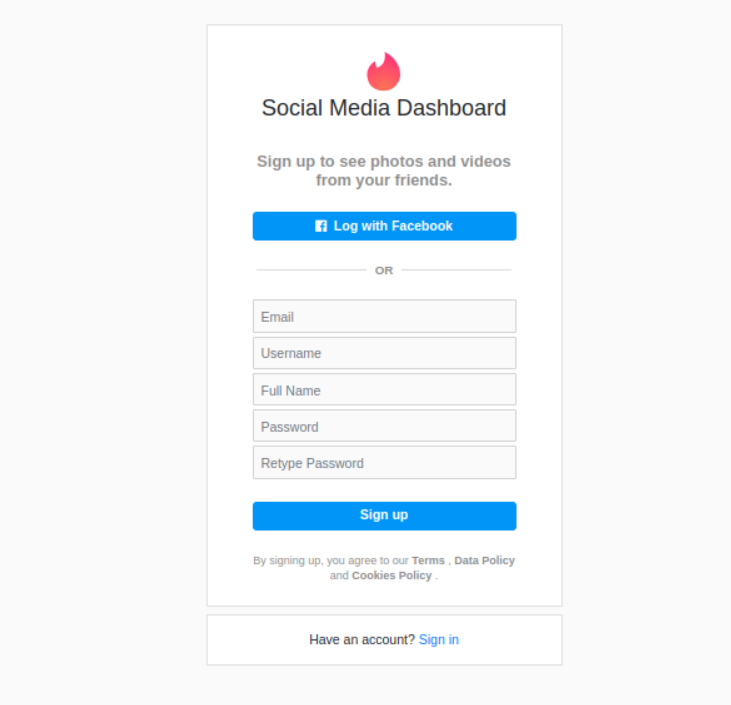 Social Media Dashboard
Sign up to see photos and videos
from your friends.
Log with Facebook
OR
Email
Username
Full Name
Password
Retype Password
Sign up
By signing up, you agree to our Terms , Data Policy
and Cookies Policy .
Have an account? Sign in